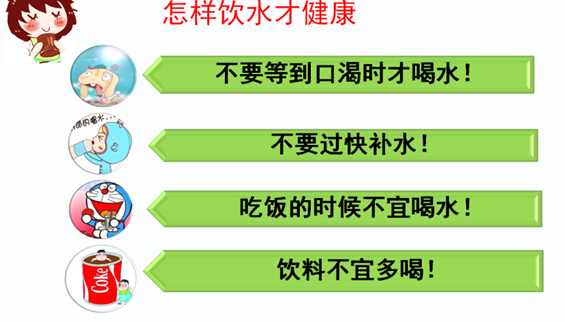 怎样饮水才健康
不要等到口渴时才喝水！
不要过快补水！
吃饭的时候不宜喝水！
饮料不宜多喝！
Coke